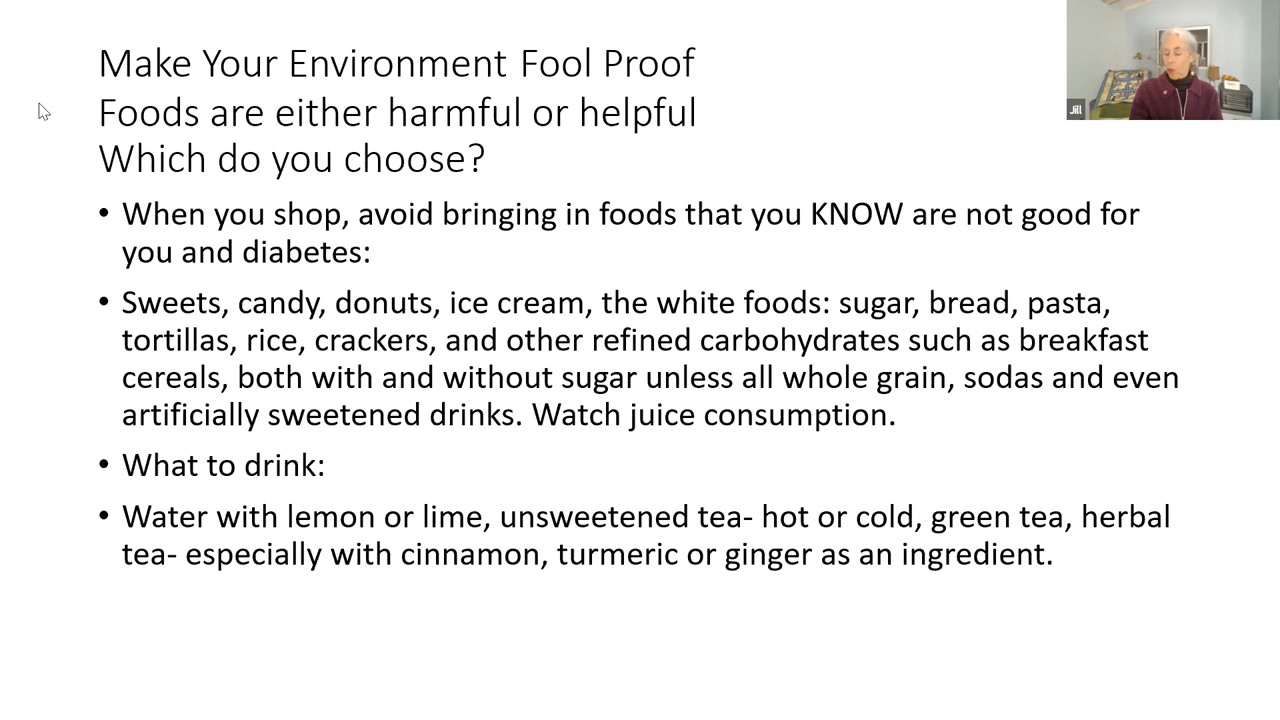 Make Your Environment Fool Proof
Foods are either harmful or helpful
Which do you choose?
Jill
• When you shop, avoid bringing in foods that you KNOW are not good for
you and diabetes:
• Sweets, candy, donuts, ice cream, the white foods: sugar, bread, pasta,
tortillas, rice, crackers, and other refined carbohydrates such as breakfast
cereals, both with and without sugar unless all whole grain, sodas and even
artificially sweetened drinks. Watch juice consumption.
• What to drink:
• Water with lemon or lime, unsweetened tea- hot or cold, green tea, herbal
tea- especially with cinnamon, turmeric or ginger as an ingredient.